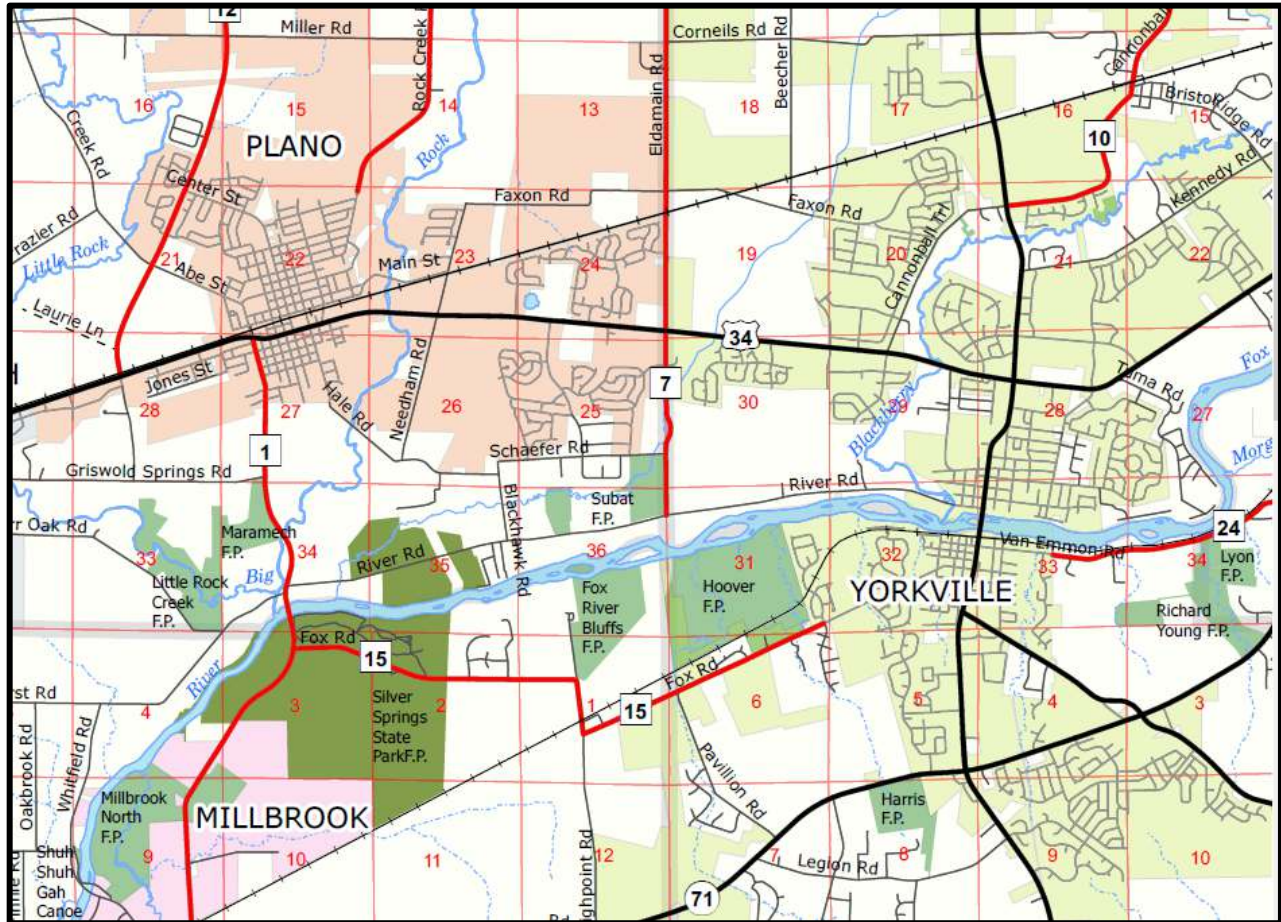 12
Miller Rd
Rock Creek
Corneils Rd
Beecher Rd
Cannonball
16
15
14
13
18
17
16
15
Bristol Ridge Rd
10
Creek Rd
PLANO
Rock
Eldamain Rd
Kennedy Rd
Center St
Faxon Rd
Faxon Rd
Cannonball Trl
Little Rock
21
22
23
24
19
20
21
22
Abe St
Main St
Laurie Ln
34
Jones St
Hale Rd
Needham Rd
7
Tuma Rd
Fox
28
27
26
25
30
29
28
27
Blackberry
1
Schaefer Rd
Griswold Springs Rd
Blackhawk Rd
Subat
F.P.
River Rd
24
Maramech
F.P.
Oak Rd
33
34
35
36
31
32
33
34
River Rd
Van Emmon Rd
Lyon
F.P.
Little Rock
Creek
F.P.
Big
Fox
River
Bluffs
F.P.
Hoover
F.P.
YORKVILLE
Richard
Young F.P.
Fox Rd
15
Fox Rd
15
River
4
3
2
1
6
5
4
3
Silver
Springs
State
ParkF.P.
Oakbrook Rd
Whitfield Rd
Pavillion Rd
Millbrook
North
F.P.
MILLBROOK
Harris
F.P.
9
10
11
12
7
8
9
10
Legion Rd
Shuh
Shuh
Gah
Canoe
71